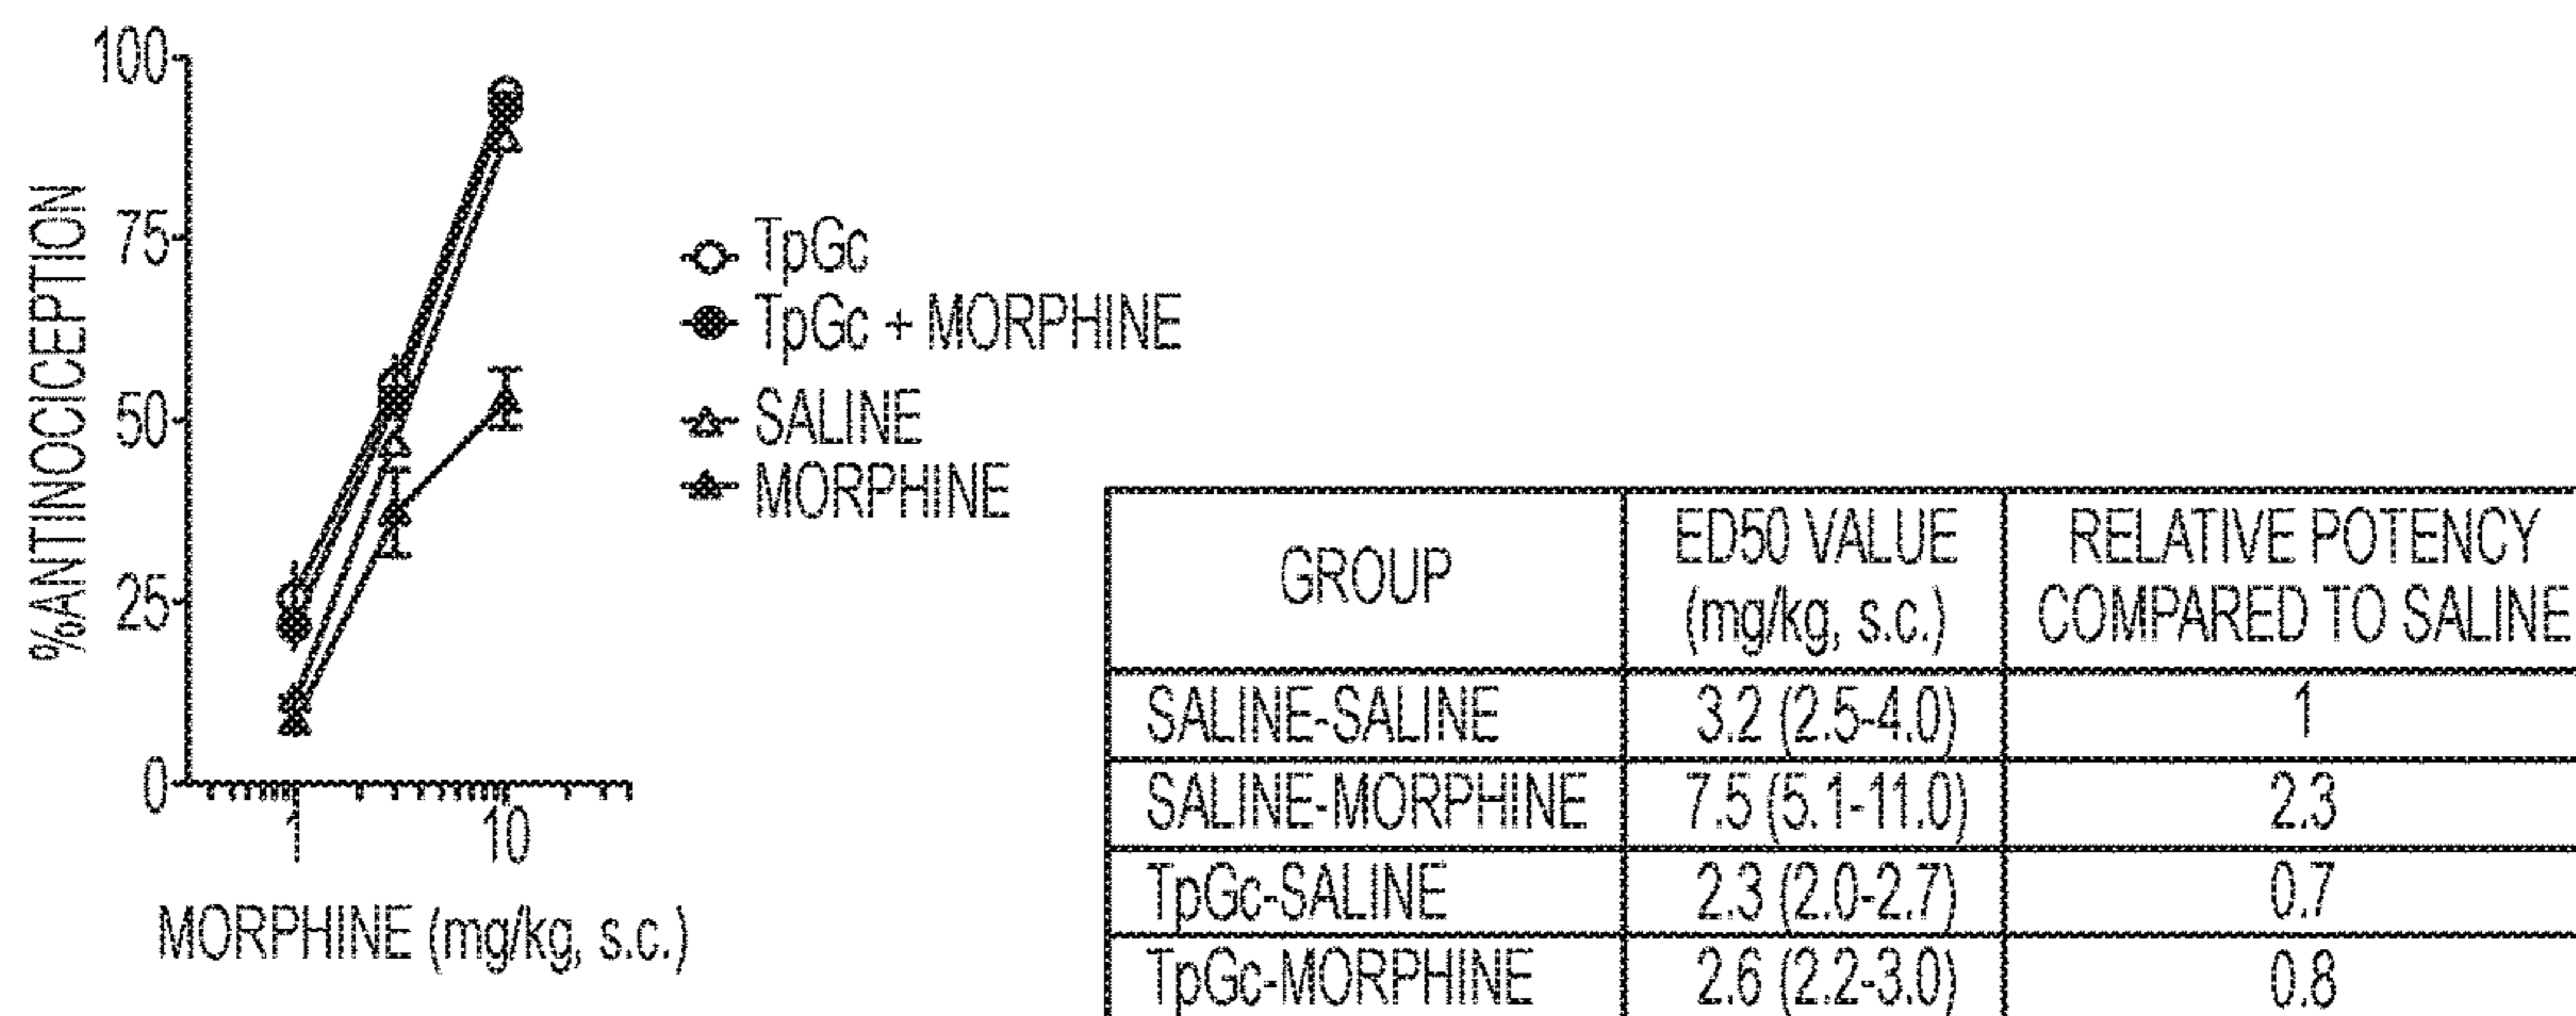 100
75
50
25
0
%ANTINOCICEPTION
1 10
MORPHINE (mg/kg, s.c.)
TpGc
TpGc + MORPHINE
SALINE
MORPHINE
GROUP ED50 VALUE (mg/kg, s.c.) RELATIVE POTENCY COMPARED TO SALINE
SALINE-SALINE 3.2 (2.5-4.0) 1
SALINE-MORPHINE 7.5 (5.1-11.0) 2.3
TpGc-SALINE 2.3 (2.0-2.7) 0.7
TpGc-MORPHINE 2.6 (2.2-3.0) 0.8